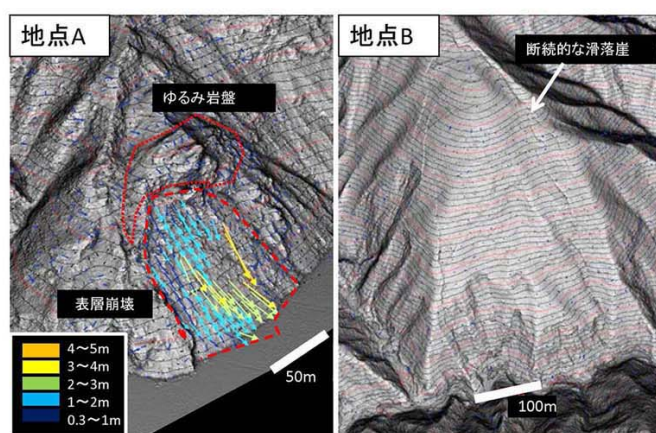 地点A
ゆるみ岩盤
表層崩壊
4～5m
3～4m
2～3m
1～2m
0.3～1m
50m
地点B
断続的な滑落崖
100m